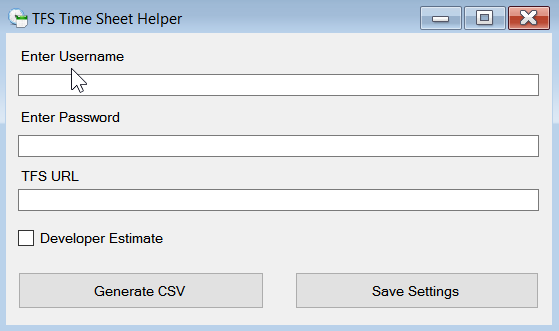 TFS Time Sheet Helper
Enter Username
Enter Password
TFS URL
Developer Estimate
Generate CSV
Save Settings